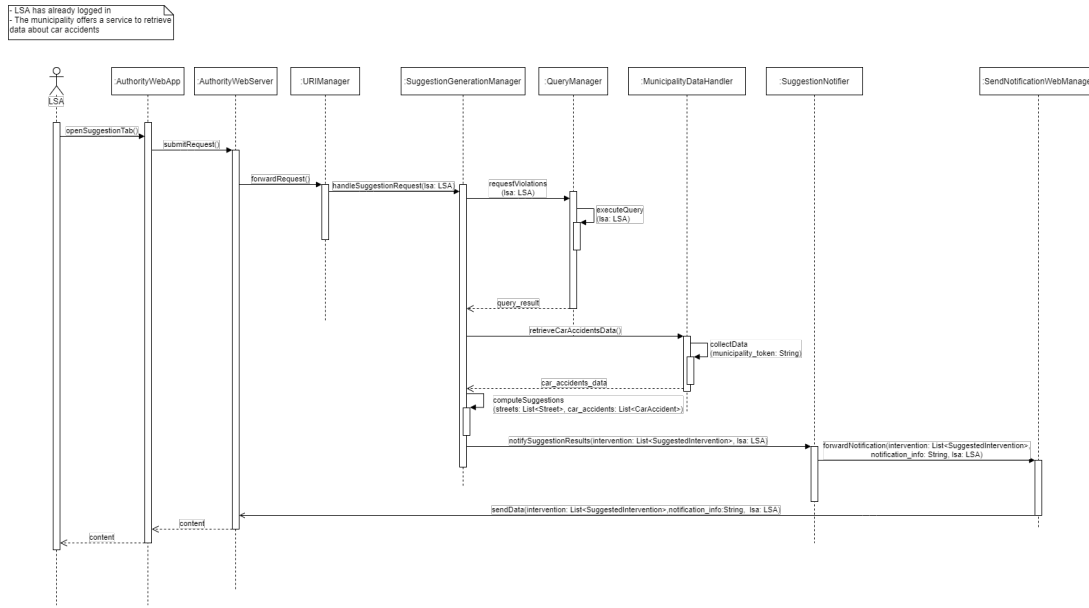 - LSA has already logged in
- The municipality offers a service to retrieve
data about car accidents
:AuthorityWebApp
:AuthorityWebServer
:URIManager
:SuggestionGenerationManager
:QueryManager
:MunicipalityDataHandler
:SuggestionNotifier
:SendNotificationWebManager
LSA
openSuggestionTab()
submitRequest()
forwardRequest()
handleSuggestionRequest(lsa: LSA)
requestViolations
(lsa: LSA)
executeQuery
(lsa: LSA)
query_result
retrieveCarAccidentsData()
collectData
(municipality_token: String)
car_accidents_data
computeSuggestions
(streets: List<Street>, car_accidents: List<CarAccident>)
notifySuggestionResults(intervention: List<SuggestedIntervention>, lsa: LSA)
forwardNotification(intervention: List<SuggestedIntervention>,
notification_info: String, lsa: LSA)
sendData(intervention: List<SuggestedIntervention>,notification_info:String, lsa: LSA)
content
content